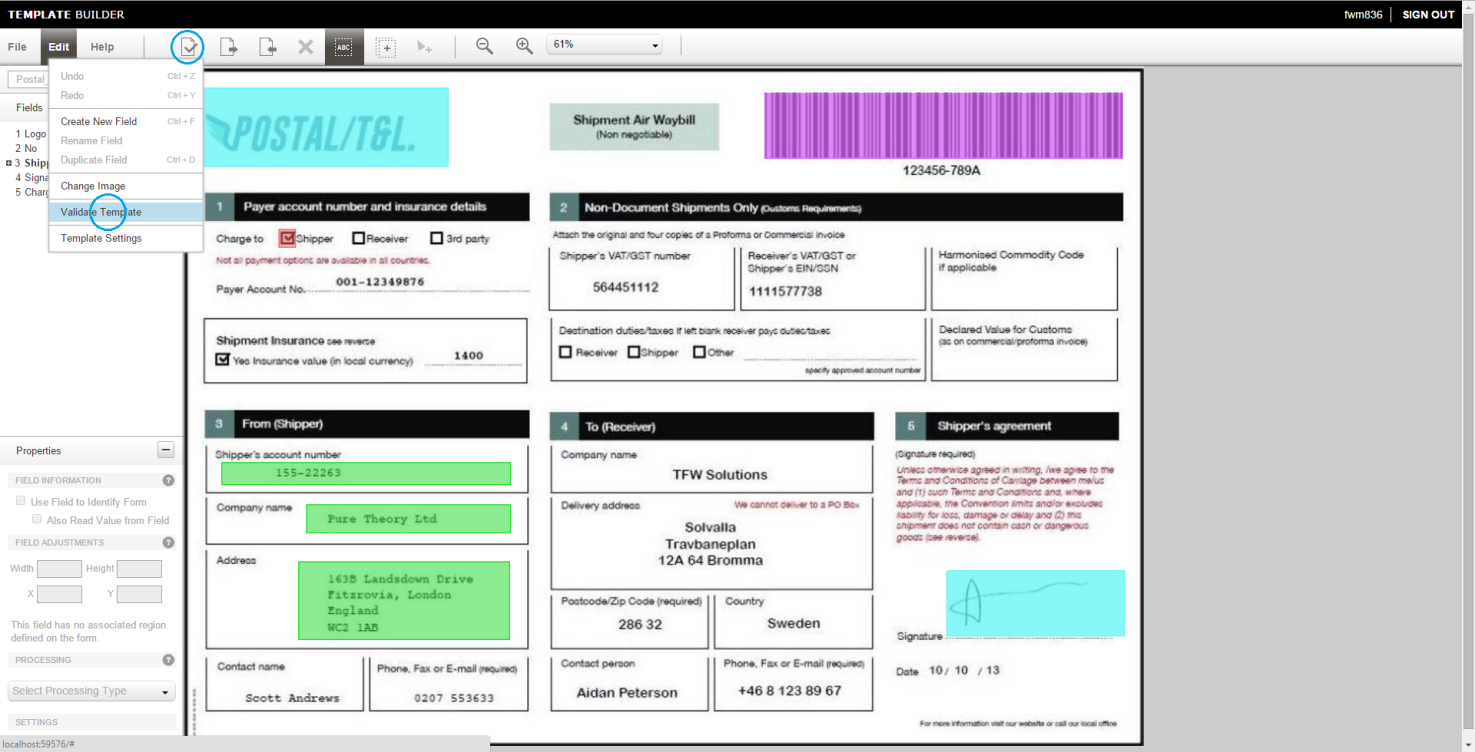 TEMPLATE BUILDER
fwm836 | SIGN OUT
File Edit Help
ABC
61%
Postal_
Undo Ctrl + Z
Redo Ctrl + Y
Create New Field Ctrl + F
Rename Field
Duplicate Field Ctrl + D
Change Image
Validate Template
Template Settings
Fields
1 Logo
2 No
3 Shipp
4 Signa
5 Charg
POSTAL/T&L.
Shipment Air Waybill
(Non negotiable)
123456-789A
1 Payer account number and insurance details
Charge to Shipper Receiver 3rd party
Not all payment options are available in all countries.
Payer Account No. 001-12349876
Shipment Insurance see reverse
Yes Insurance value (in local currency) 1400
2 Non-Document Shipments Only (Customs Requirements)
Attach the original and four copies of a Proforma or Commercial invoice
Shipper's VAT/GST number
564451112
Receiver's VAT/GST or
Shipper's EIN/SSN
1111577738
Harmonised Commodity Code
if applicable
Destination duties/taxes if left blank receiver pays duties/taxes
Receiver Shipper Other
specify approved account number
Declared Value for Customs
(as on commercial/proforma invoice)
3 From (Shipper)
Shipper's account number
155-22263
Company name
Pure Theory Ltd
Address
163B Landsdown Drive
Fitzrovia, London
England
WC2 1AB
Contact name
Scott Andrews
Phone, Fax or E-mail (required)
0207 553633
4 To (Receiver)
Company name
TFW Solutions
Delivery address We cannot deliver to a PO Box
Solvalla
Travbaneplan
12A 64 Bromma
Postcode/Zip Code (required)
286 32
Country
Sweden
Contact person
Aidan Peterson
Phone, Fax or E-mail (required)
+46 8 123 89 67
5 Shipper's agreement
(Signature required)
Unless otherwise agreed in writing, /we agree to the
Terms and Conditions of Carriage between me/us
and (1) such Terms and Conditions and, where
applicable, the Convention limits and/or excludes
liability for loss, damage or delay and (2) this
shipment does not contain cash or dangerous
goods (see reverse).
Signature
Date 10/ 10 / 13
For more information visit our website or call our local office
Properties
FIELD INFORMATION ?
Use Field to Identify Form
Also Read Value from Field
FIELD ADJUSTMENTS ?
Width Height
X Y
This field has no associated region
defined on the form.
PROCESSING ?
Select Processing Type
SETTINGS
localhost:59576/#